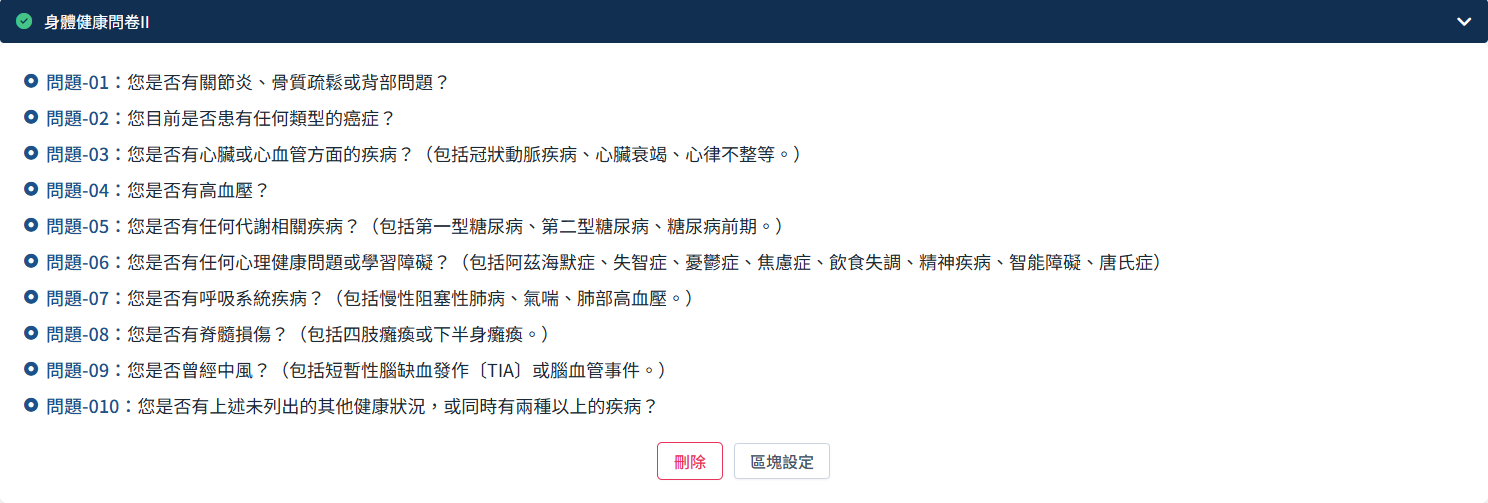 身體健康問卷II
問題-01：您是否有關節炎、骨質疏鬆或背部問題？
問題-02：您目前是否患有任何類型的癌症？
問題-03：您是否有心臟或心血管方面的疾病？（包括冠狀動脈疾病、心臟衰竭、心律不整等。）
問題-04：您是否有高血壓？
問題-05：您是否有任何代謝相關疾病？（包括第一型糖尿病、第二型糖尿病、糖尿病前期。）
問題-06：您是否有任何心理健康問題或學習障礙？（包括阿茲海默症、失智症、憂鬱症、焦慮症、飲食失調、精神疾病、智能障礙、唐氏症）
問題-07：您是否有呼吸系統疾病？（包括慢性阻塞性肺病、氣喘、肺部高血壓。）
問題-08：您是否有脊髓損傷？（包括四肢癱瘓或下半身癱瘓。）
問題-09：您是否曾經中風？（包括短暫性腦缺血發作〔TIA〕或腦血管事件。）
問題-010：您是否有上述未列出的其他健康狀況，或同時有兩種以上的疾病？
刪除 區塊設定